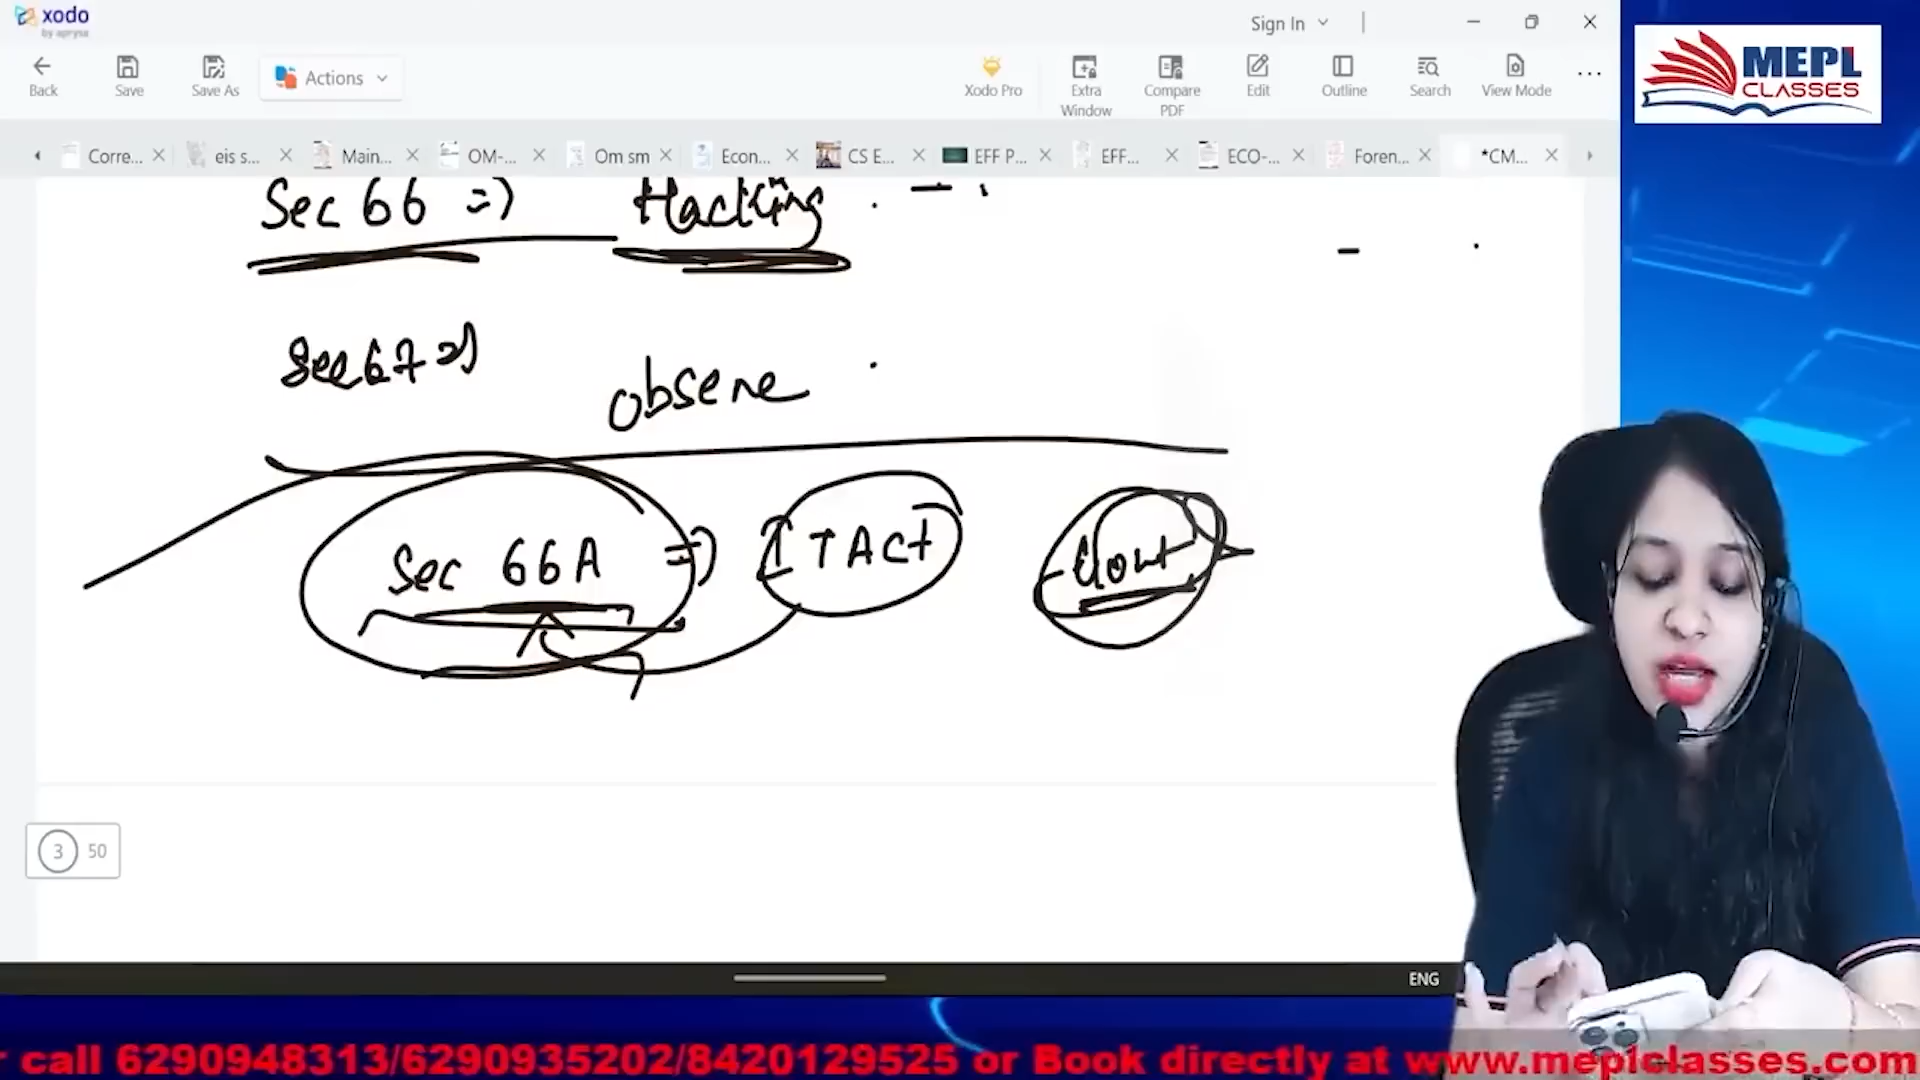 xodo
by apryse
Sign In
Back
Save
Save As
Actions
Xodo Pro
Extra Window
Compare PDF
Edit
Outline
Search
View Mode
MEPL
CLASSES
Corre...
eis s...
Main...
OM-...
Om sm
Econ...
CS E...
EFF P...
EFF...
ECO-...
Foren...
*CM...
Sec 66 => Hacking
Sec 67 =>
obsene
Sec 66A => IT Act
3 50
ENG
r call 6290948313/6290935202/8420129525 or Book directly at www.meplclasses.com